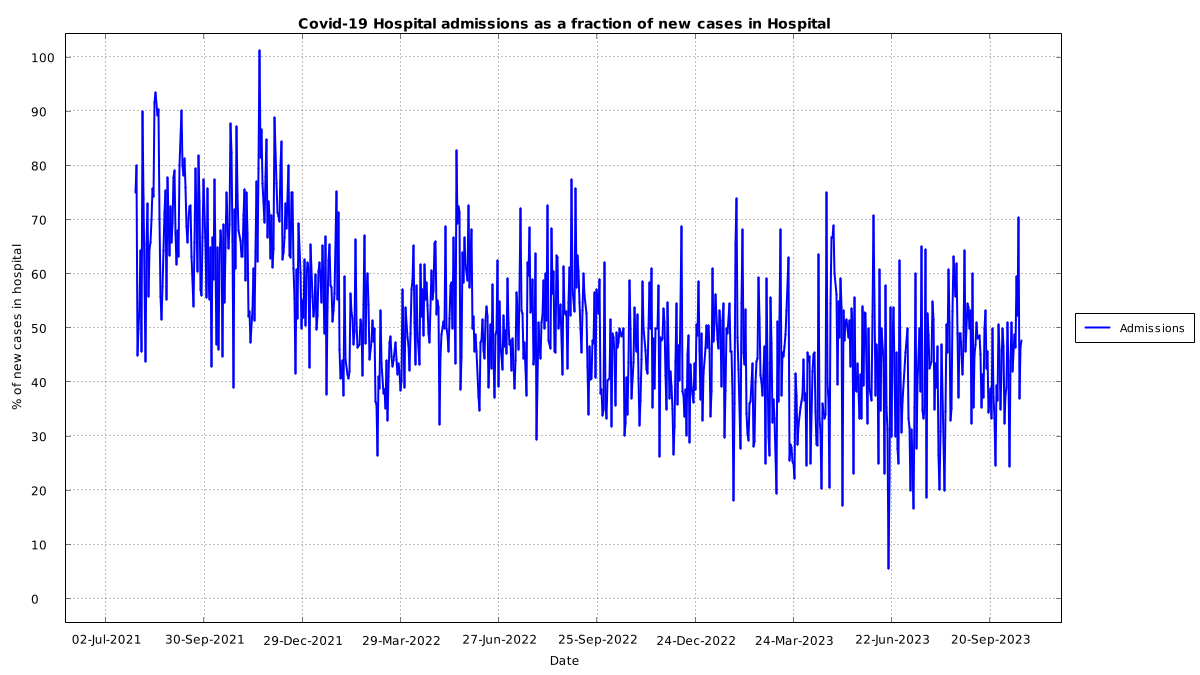 Covid-19 Hospital admissions as a fraction of new cases in Hospital
% of new cases in hospital
100
90
80
70
60
50
40
30
20
10
0
02-Jul-2021 30-Sep-2021 29-Dec-2021 29-Mar-2022 27-Jun-2022 25-Sep-2022 24-Dec-2022 24-Mar-2023 22-Jun-2023 20-Sep-2023
Date
Admissions